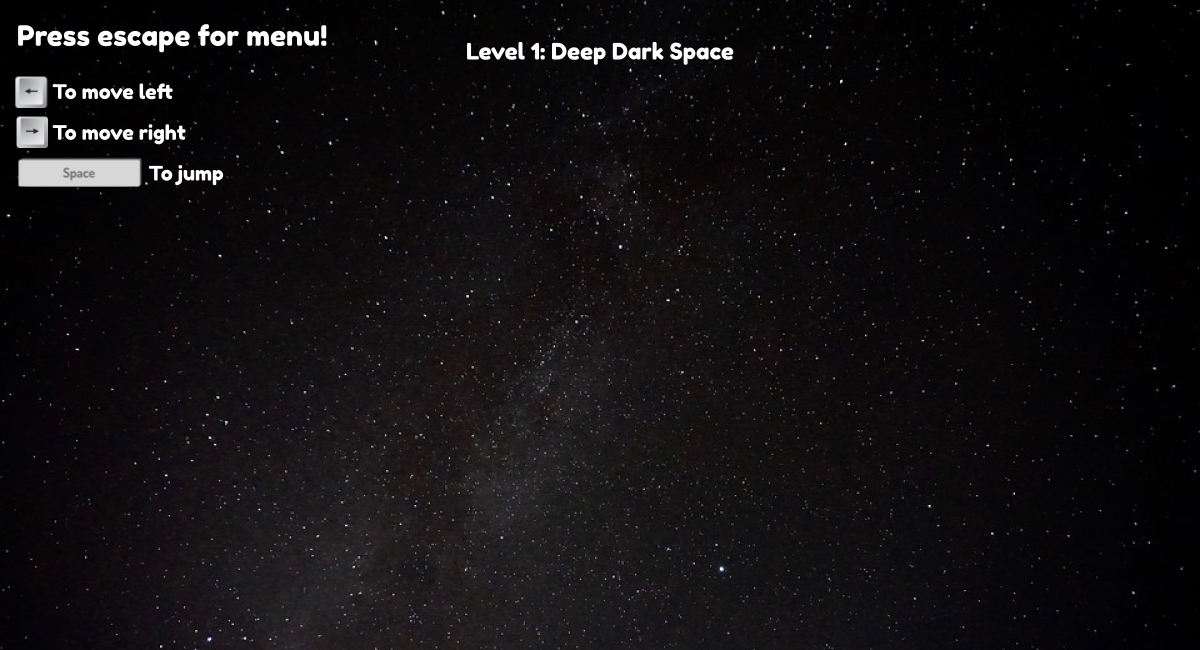 Press escape for menu!
Level 1: Deep Dark Space
← To move left
→ To move right
Space To jump